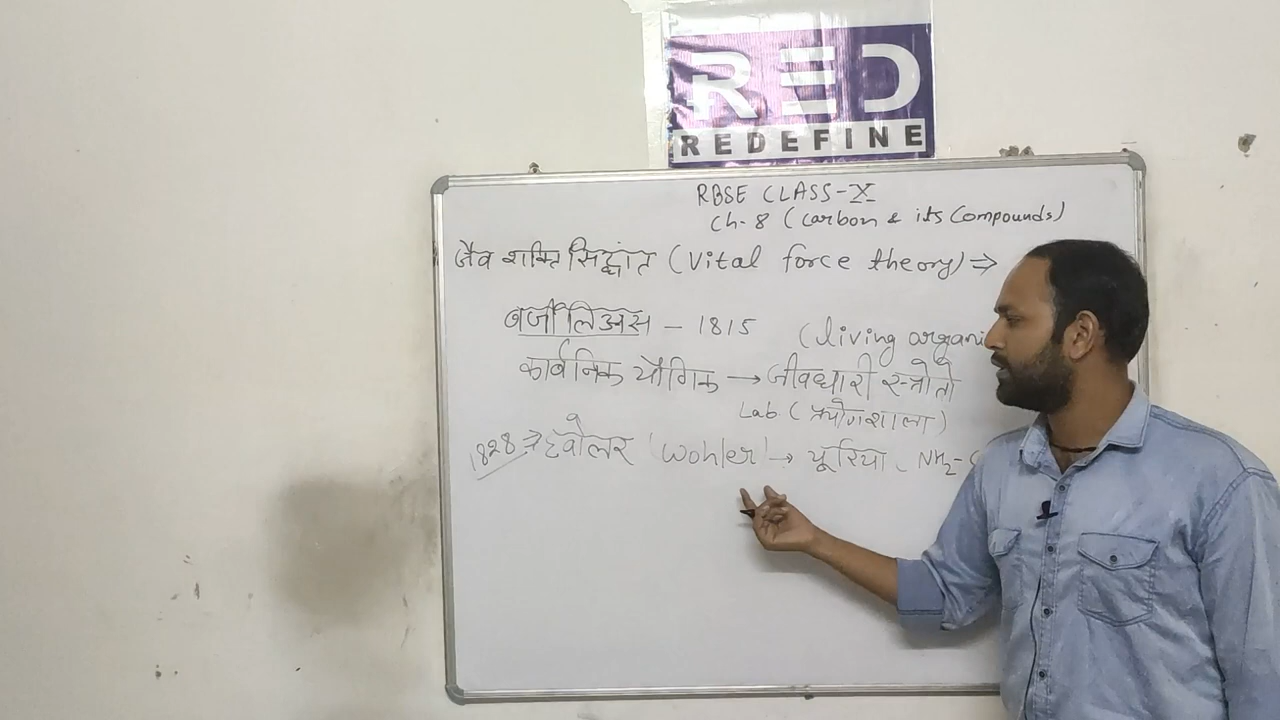 RED
REDEFINE
RBSE CLASS-X
Ch-8 (Carbon & its Compounds)
जैव शक्ति सिद्धांत (Vital force theory) ⇒
बर्जीलिअस - 1815 (living organi
कार्बनिक यौगिक → जीवधारी स्त्रोतो
Lab. (प्रयोगशाला)
1828 ⇒ व्होलर (Wohler) → यूरिया ( NH₂-C